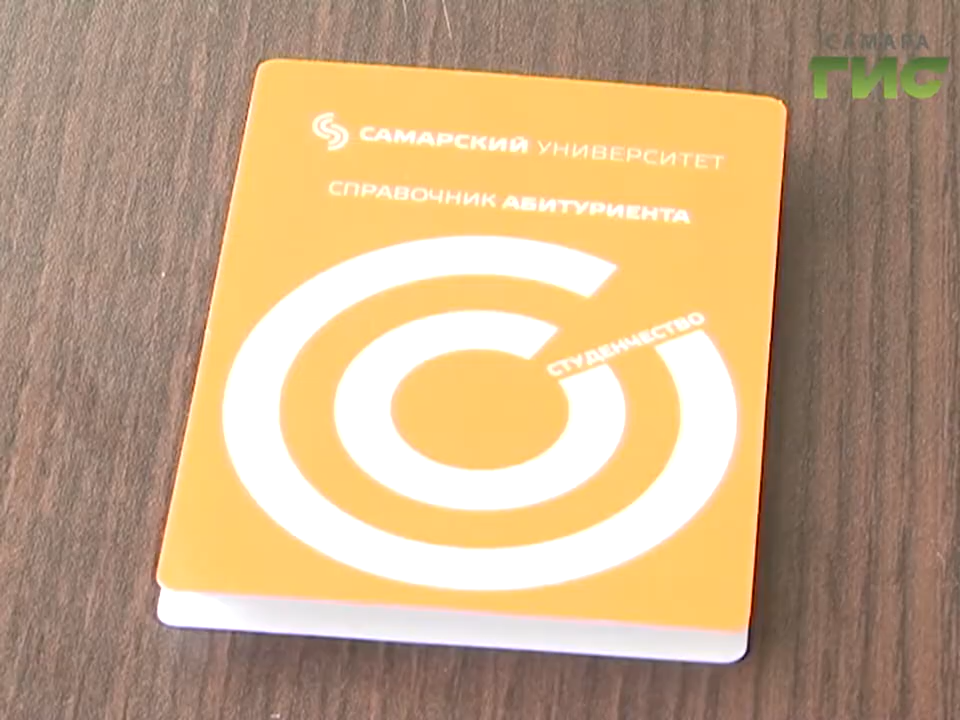 САМАРА
ГИС
САМАРСКИЙ УНИВЕРСИТЕТ
СПРАВОЧНИК АБИТУРИЕНТА
СТУДЕНЧЕСТВО